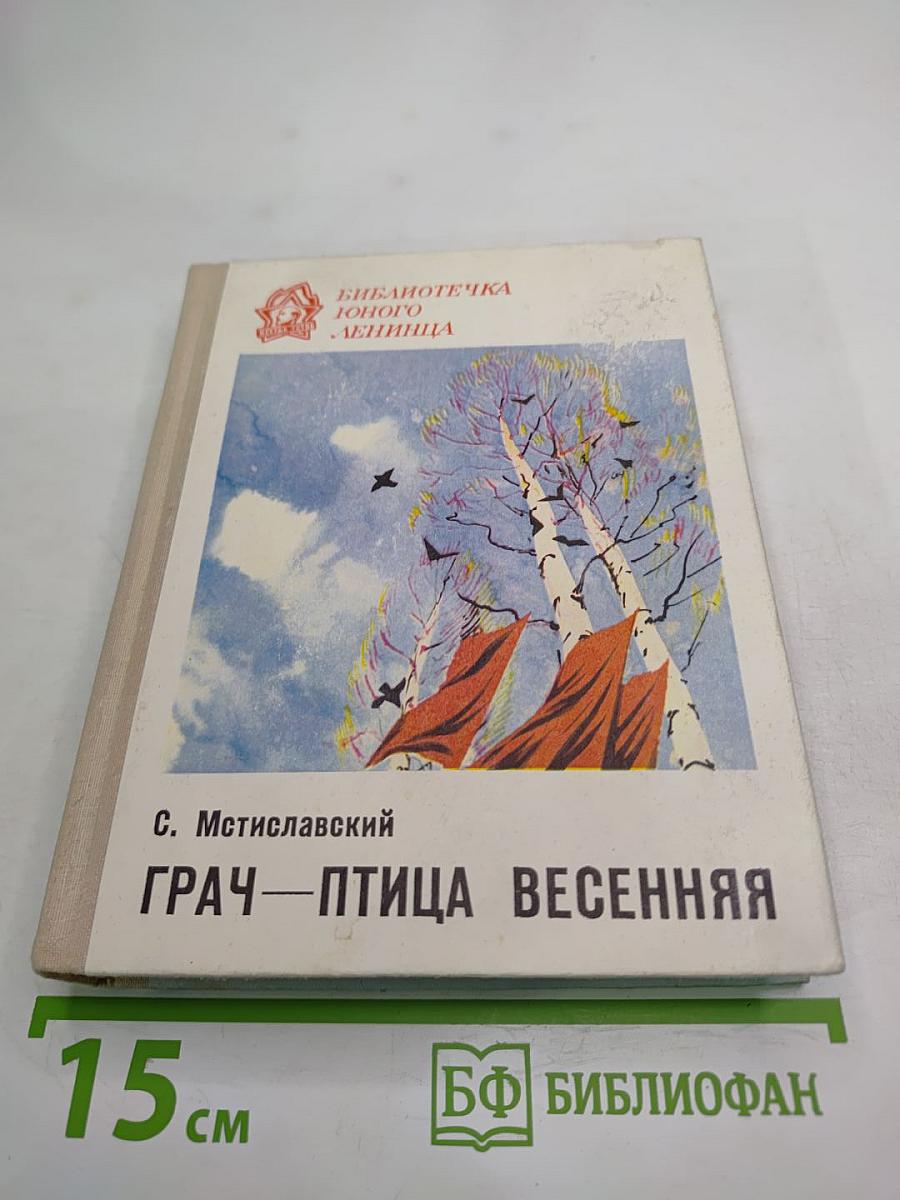 БИБЛИОТЕЧКА
ЮНОГО
ЛЕНИНЦА
С. Мстиславский
ГРАЧ—ПТИЦА ВЕСЕННЯЯ
15 см
БФ БИБЛИОФАН